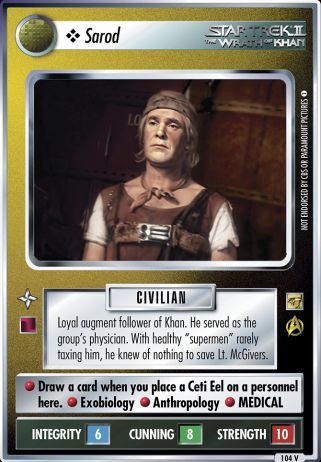 ❖ Sarod
STAR TREK II
THE WRATH OF KHAN
NOT ENDORSED BY CBS OR PARAMOUNT PICTURES
CIVILIAN
Loyal augment follower of Khan. He served as the
group's physician. With healthy "supermen" rarely
taxing him, he knew of nothing to save Lt. McGivers.
● Draw a card when you place a Ceti Eel on a personnel
here. ● Exobiology ● Anthropology ● MEDICAL
INTEGRITY 6 CUNNING 8 STRENGTH 10
104 V